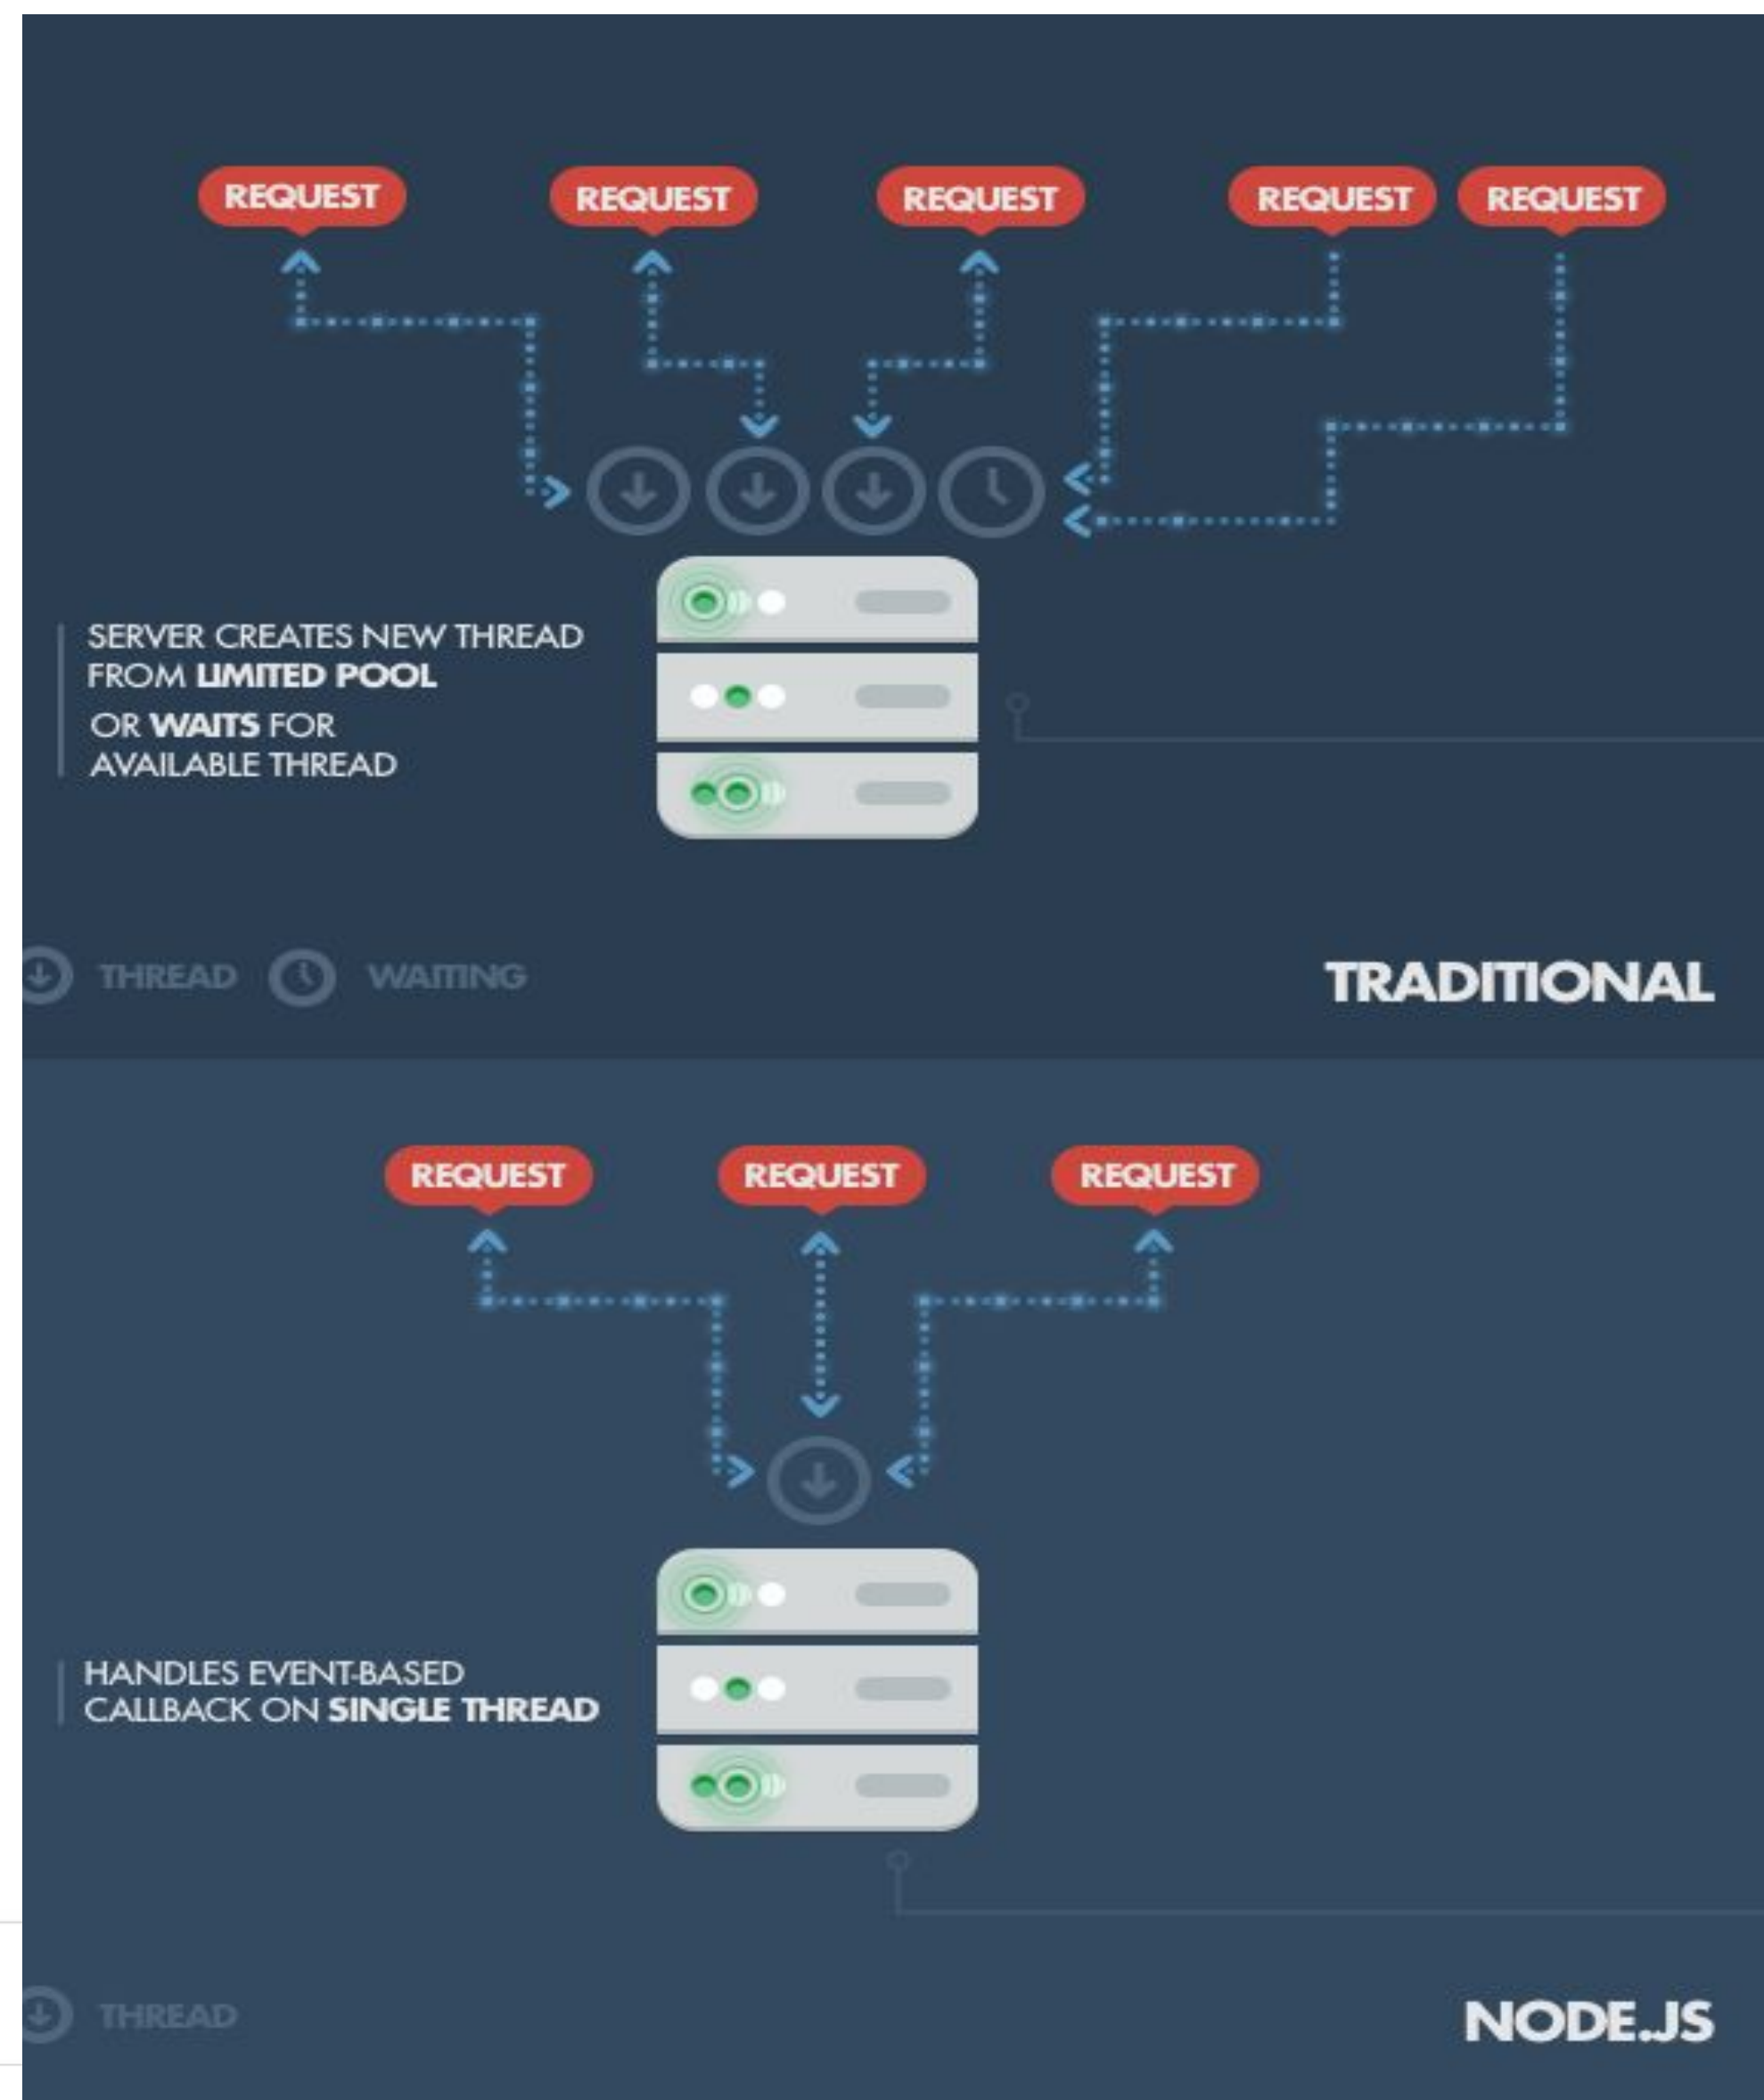 REQUEST REQUEST REQUEST REQUEST REQUEST
SERVER CREATES NEW THREAD
FROM LIMITED POOL
OR WAITS FOR
AVAILABLE THREAD
THREAD WAITING
TRADITIONAL
REQUEST REQUEST REQUEST
HANDLES EVENT-BASED
CALLBACK ON SINGLE THREAD
THREAD
NODE.JS